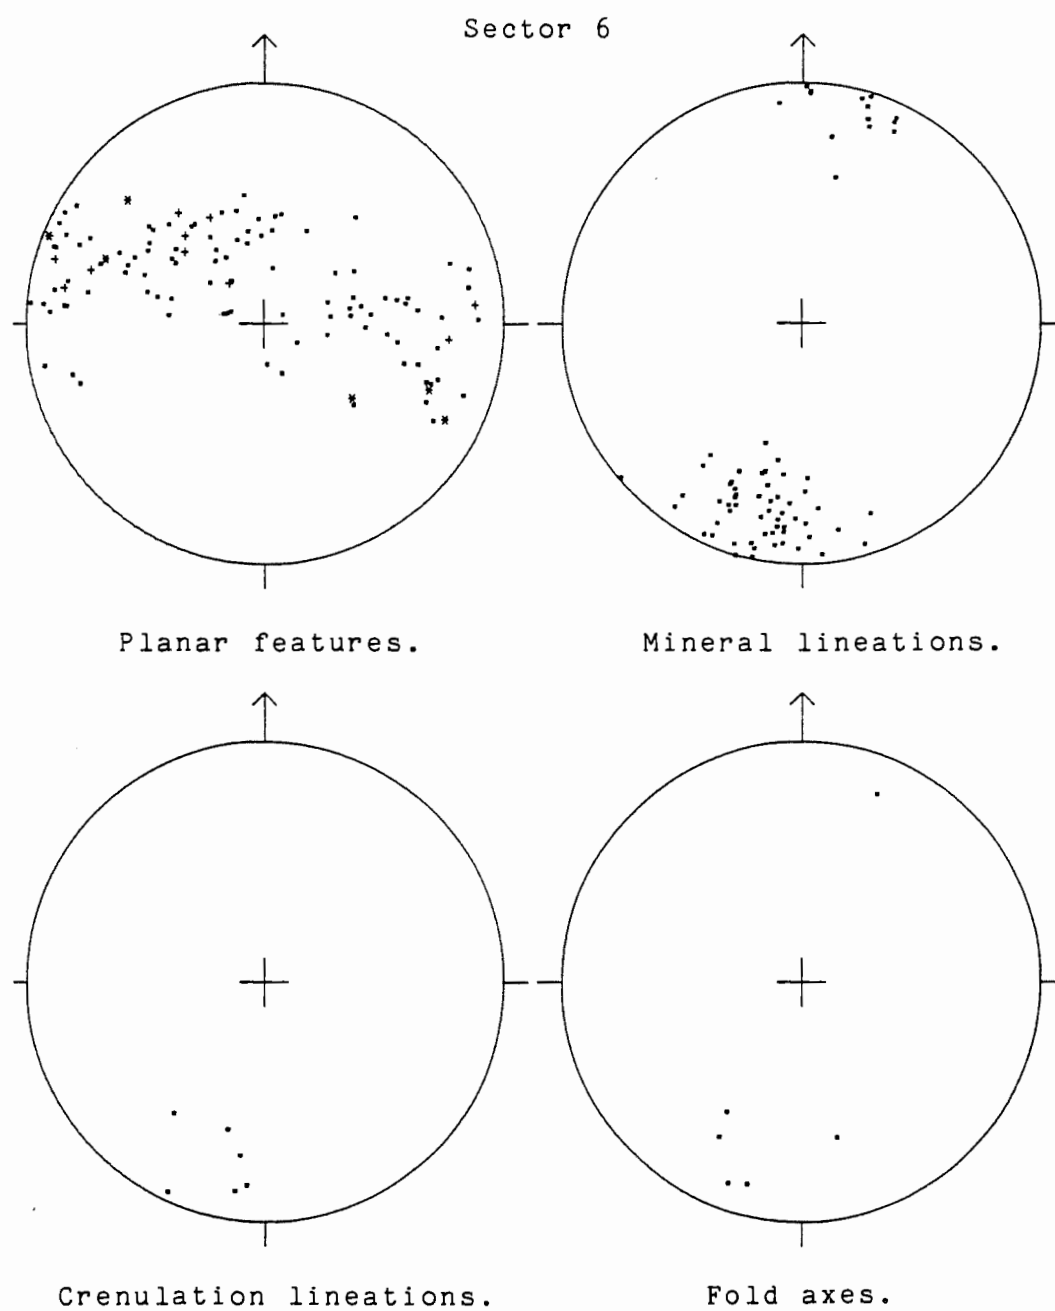 Sector 6
Planar features.
Mineral lineations.
Crenulation lineations.
Fold axes.